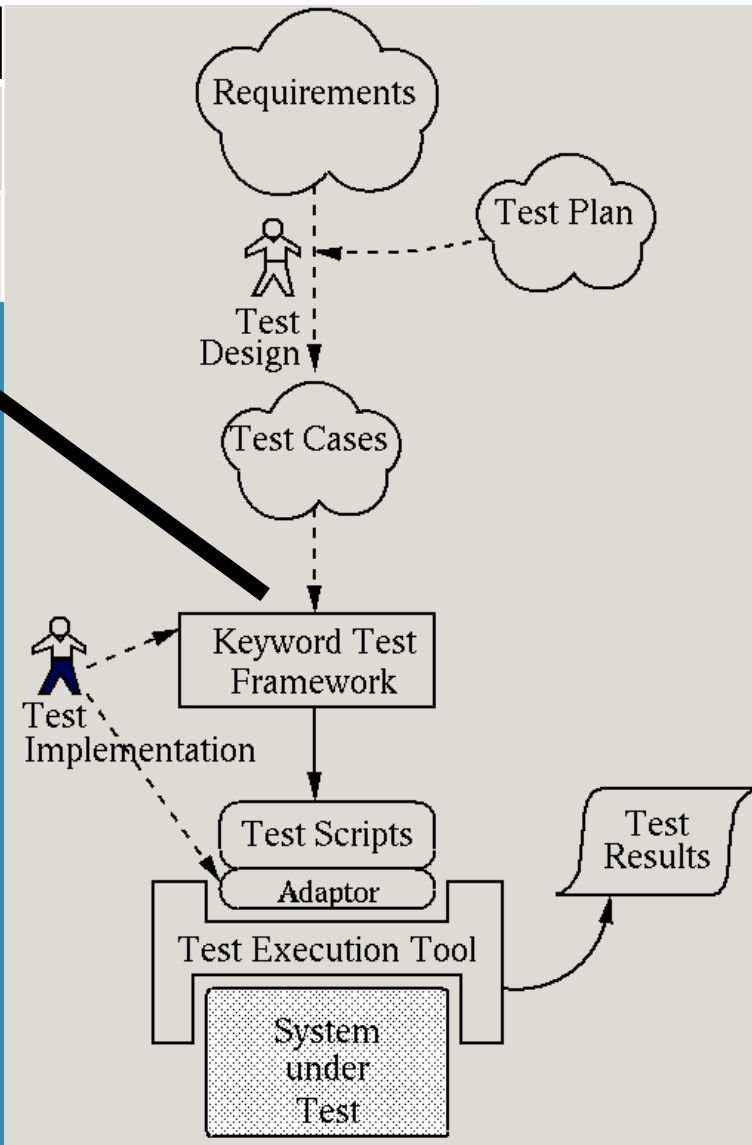 Requirements
Test Plan
Test
Design
Test Cases
Keyword Test
Framework
Test
Implementation
Test Scripts
Adaptor
Test Execution Tool
Test
Results
System
under
Test